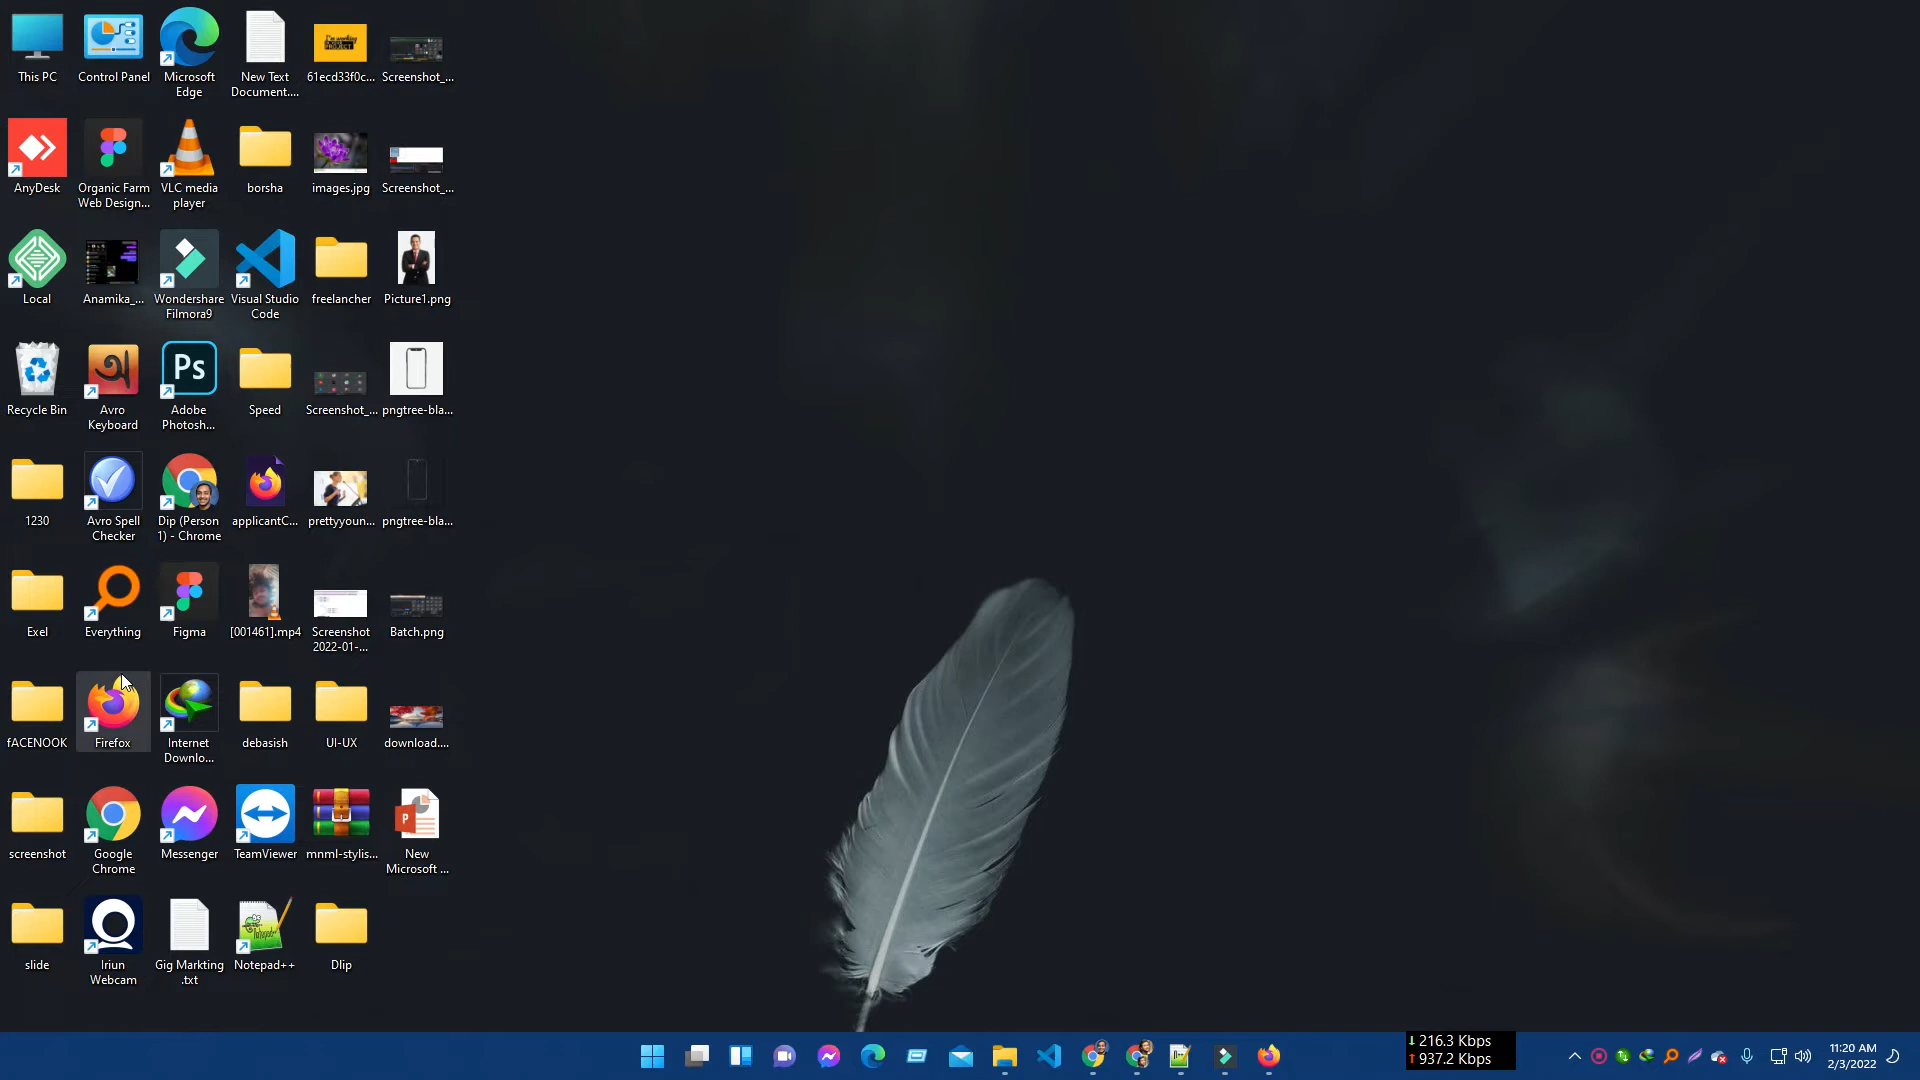 This PC
Control Panel
Microsoft
Edge
New Text
Document....
61ecd33f0c...
Screenshot_...
AnyDesk
Organic Farm
Web Design...
VLC media
player
borsha
images.jpg
Screenshot_...
Local
Anamika_...
Wondershare
Filmora9
Visual Studio
Code
freelancher
Picture1.png
Recycle Bin
Avro
Keyboard
Ps
Adobe
Photosh...
Speed
Screenshot_...
pngtree-bla...
1230
Avro Spell
Checker
Dip (Person
1) - Chrome
applicantC...
prettyyoun...
pngtree-bla...
Exel
Everything
Figma
[001461].mp4
Screenshot
2022-01-...
Batch.png
fACENOOK
Firefox
Internet
Downlo...
debasish
UI-UX
download....
screenshot
Google
Chrome
Messenger
TeamViewer
mnml-stylis...
New
Microsoft ...
slide
Iriun
Webcam
Gig Markting
.txt
Notepad++
Dlip
↓ 216.3 Kbps
↑ 937.2 Kbps
11:20 AM
2/3/2022